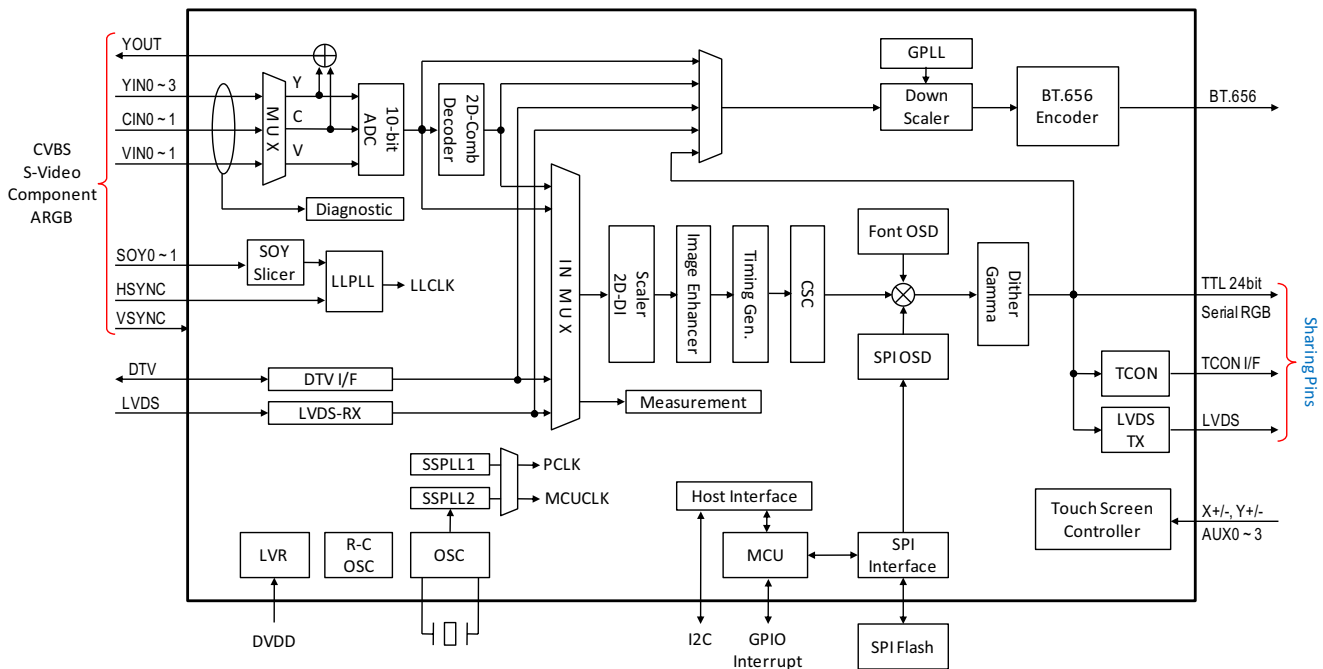 YOUT
YIN0 ~ 3
CIN0 ~ 1
VIN0 ~ 1
CVBS
S-Video
Component
ARGB
SOY0 ~ 1
HSYNC
VSYNC
DTV
LVDS
MUX
Y
C
V
10-bit
ADC
2D-Comb
Decoder
Diagnostic
SOY
Slicer
LLPLL
LLCLK
DTV I/F
LVDS-RX
IN MUX
Scaler
2D-DI
Image
Enhancer
Timing Gen.
CSC
Measurement
GPLL
Down
Scaler
BT.656
Encoder
BT.656
Font OSD
SPI OSD
Dither
Gamma
TTL 24bit
Serial RGB
TCON
TCON I/F
LVDS
TX
LVDS
Sharing Pins
SSPLL1
SSPLL2
PCLK
MCUCLK
LVR
R-C
OSC
OSC
DVDD
Host Interface
MCU
SPI
Interface
I2C
GPIO
Interrupt
SPI Flash
Touch Screen
Controller
X+/-, Y+/-
AUX0 ~ 3